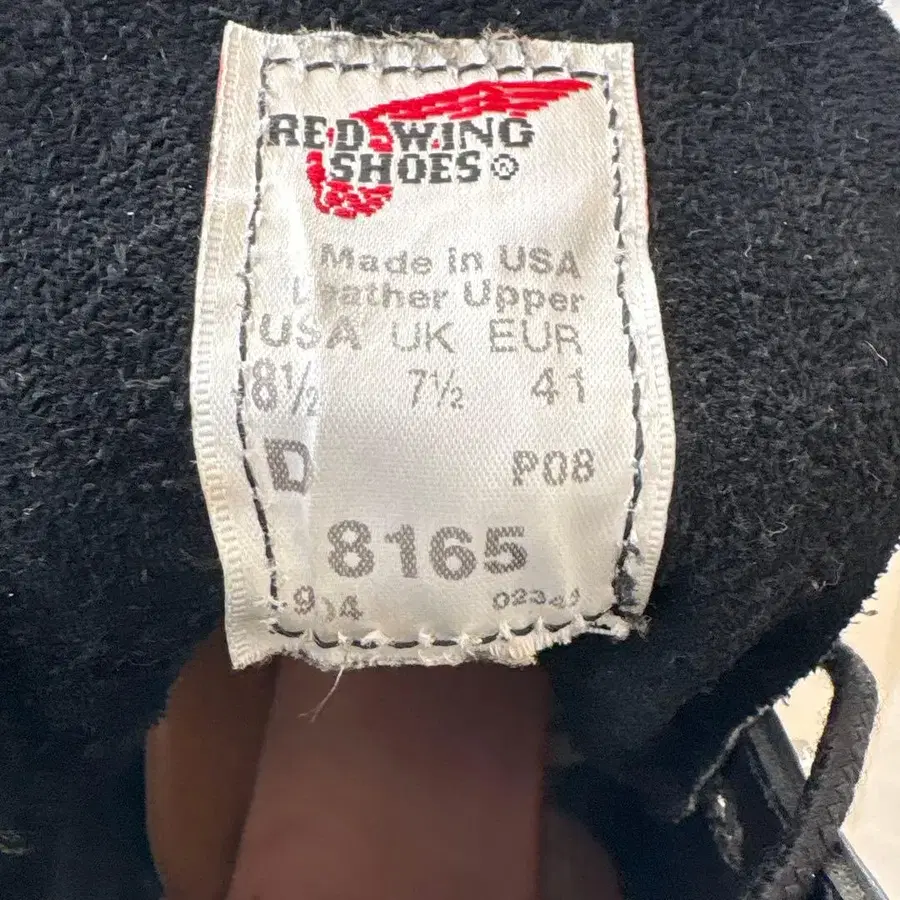 RED WING
SHOES®
Made in USA
Leather Upper
USA UK EUR
8½ 7½ 41
D P08
8165